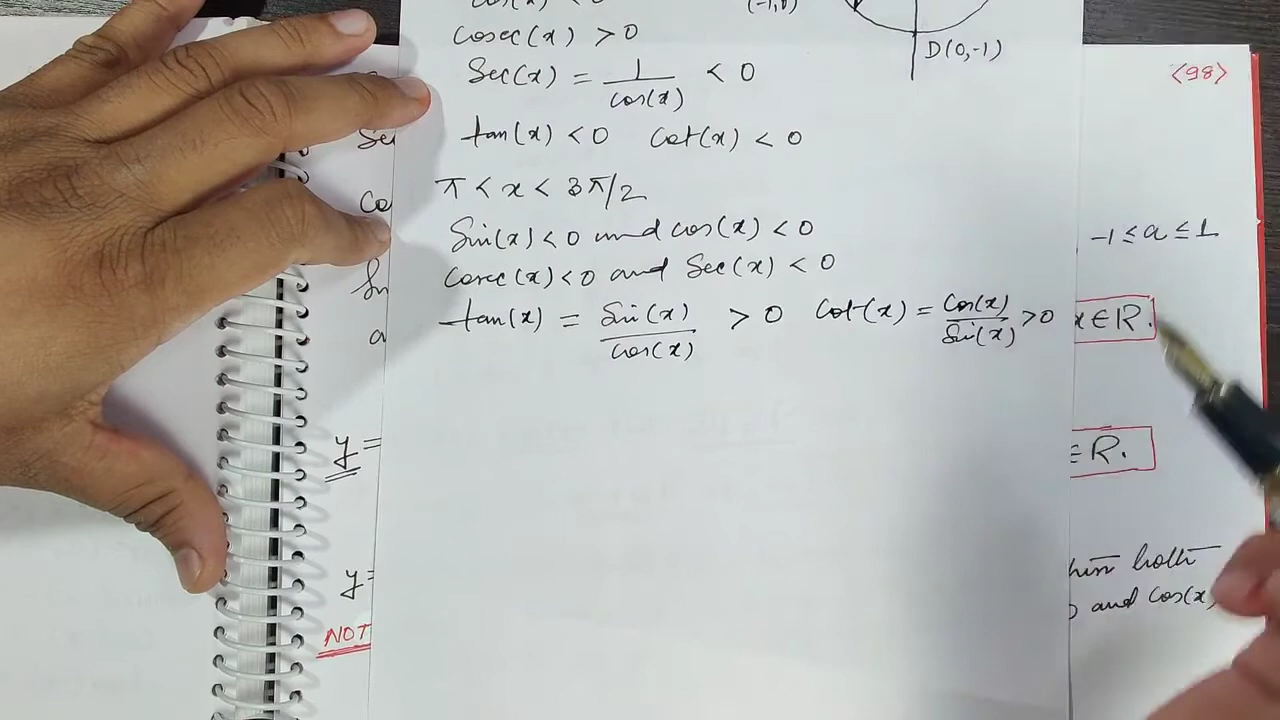 (-1,0)
cosec(x) > 0
D(0,-1)
Sec(x) = 1/cos(x) < 0
<98>
tan(x) < 0 cot(x) < 0
π < x < 3π/2
Sin(x) < 0 and cos(x) < 0
-1 ≤ a ≤ 1
Cosec(x) < 0 and Sec(x) < 0
tan(x) = Sin(x)/cos(x) > 0 Cot(x) = Cos(x)/Sin(x) > 0
x ∈ R.
y =
∈ R.
y =
and cos(x)
NOT